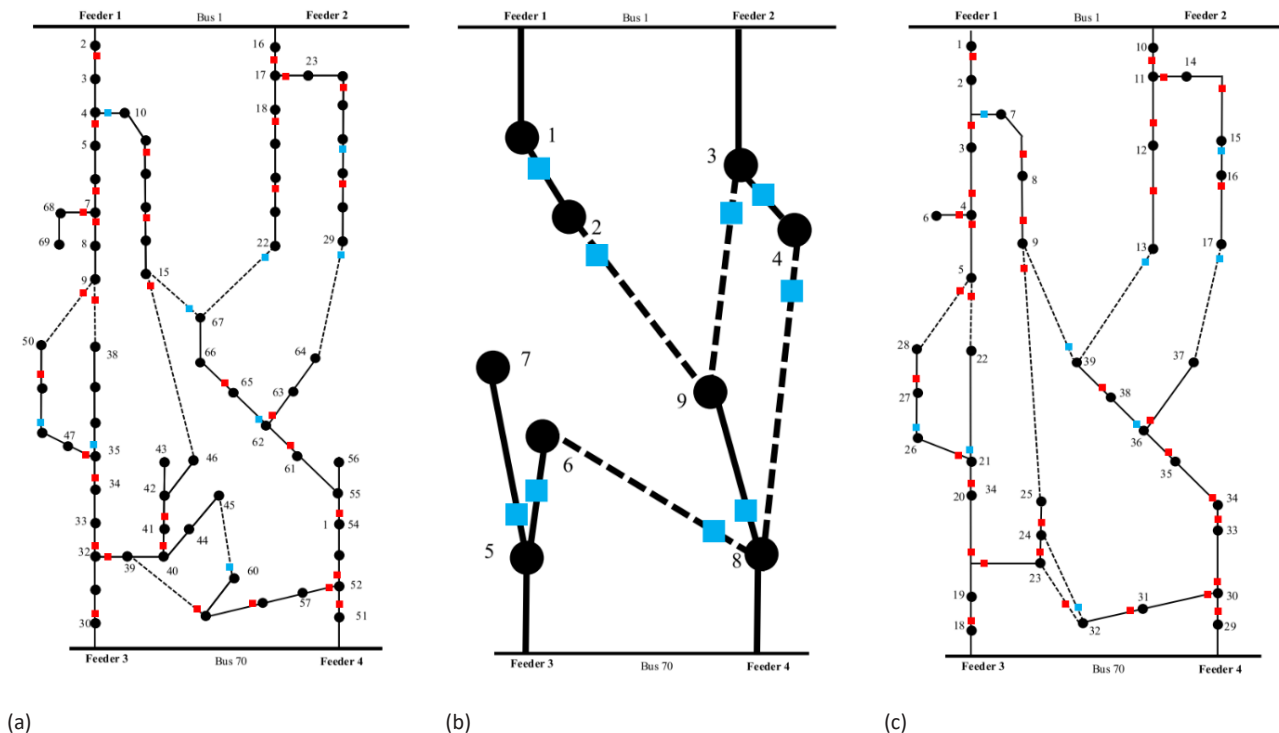 Feeder 1 Bus 1 Feeder 2
2 16
23
3 17
18
4 10
5
68 7
69 8 22 29
9 15
67
50 38 64
66
65 63
62
47 35 43 46 61 56
34 42 45 55
33 41 44 1 54
32 39 40
60 57 52
51
30
Feeder 3 Bus 70 Feeder 4
(a)
Feeder 1 Bus 1 Feeder 2
1
3
2
4
7
9
6
5 8
Feeder 3 Bus 70 Feeder 4
(b)
Feeder 1 Bus 1 Feeder 2
1 10
14
2 11
7
3 12 15
8 16
4
6
9 13 17
5
28 22 39 37
27 38
36
26 21 35
20 34 25 34
24 33
23
19 31 30
18 32 29
Feeder 3 Bus 70 Feeder 4
(c)